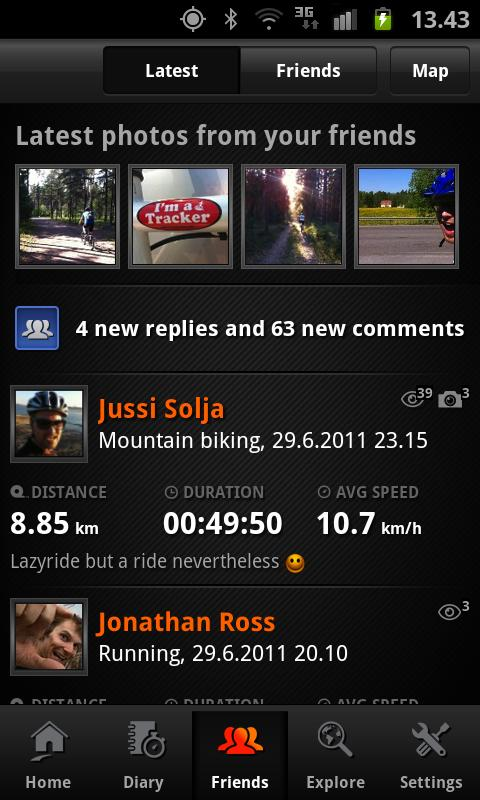 3G
13.43
Latest
Friends
Map
Latest photos from your friends
I'm a
Tracker
4 new replies and 63 new comments
Jussi Solja
39
3
Mountain biking, 29.6.2011 23.15
DISTANCE
DURATION
AVG SPEED
8.85 km
00:49:50
10.7 km/h
Lazyride but a ride nevertheless
Jonathan Ross
3
Running, 29.6.2011 20.10
DISTANCE
DURATION
AVG SPEED
Home
Diary
Friends
Explore
Settings